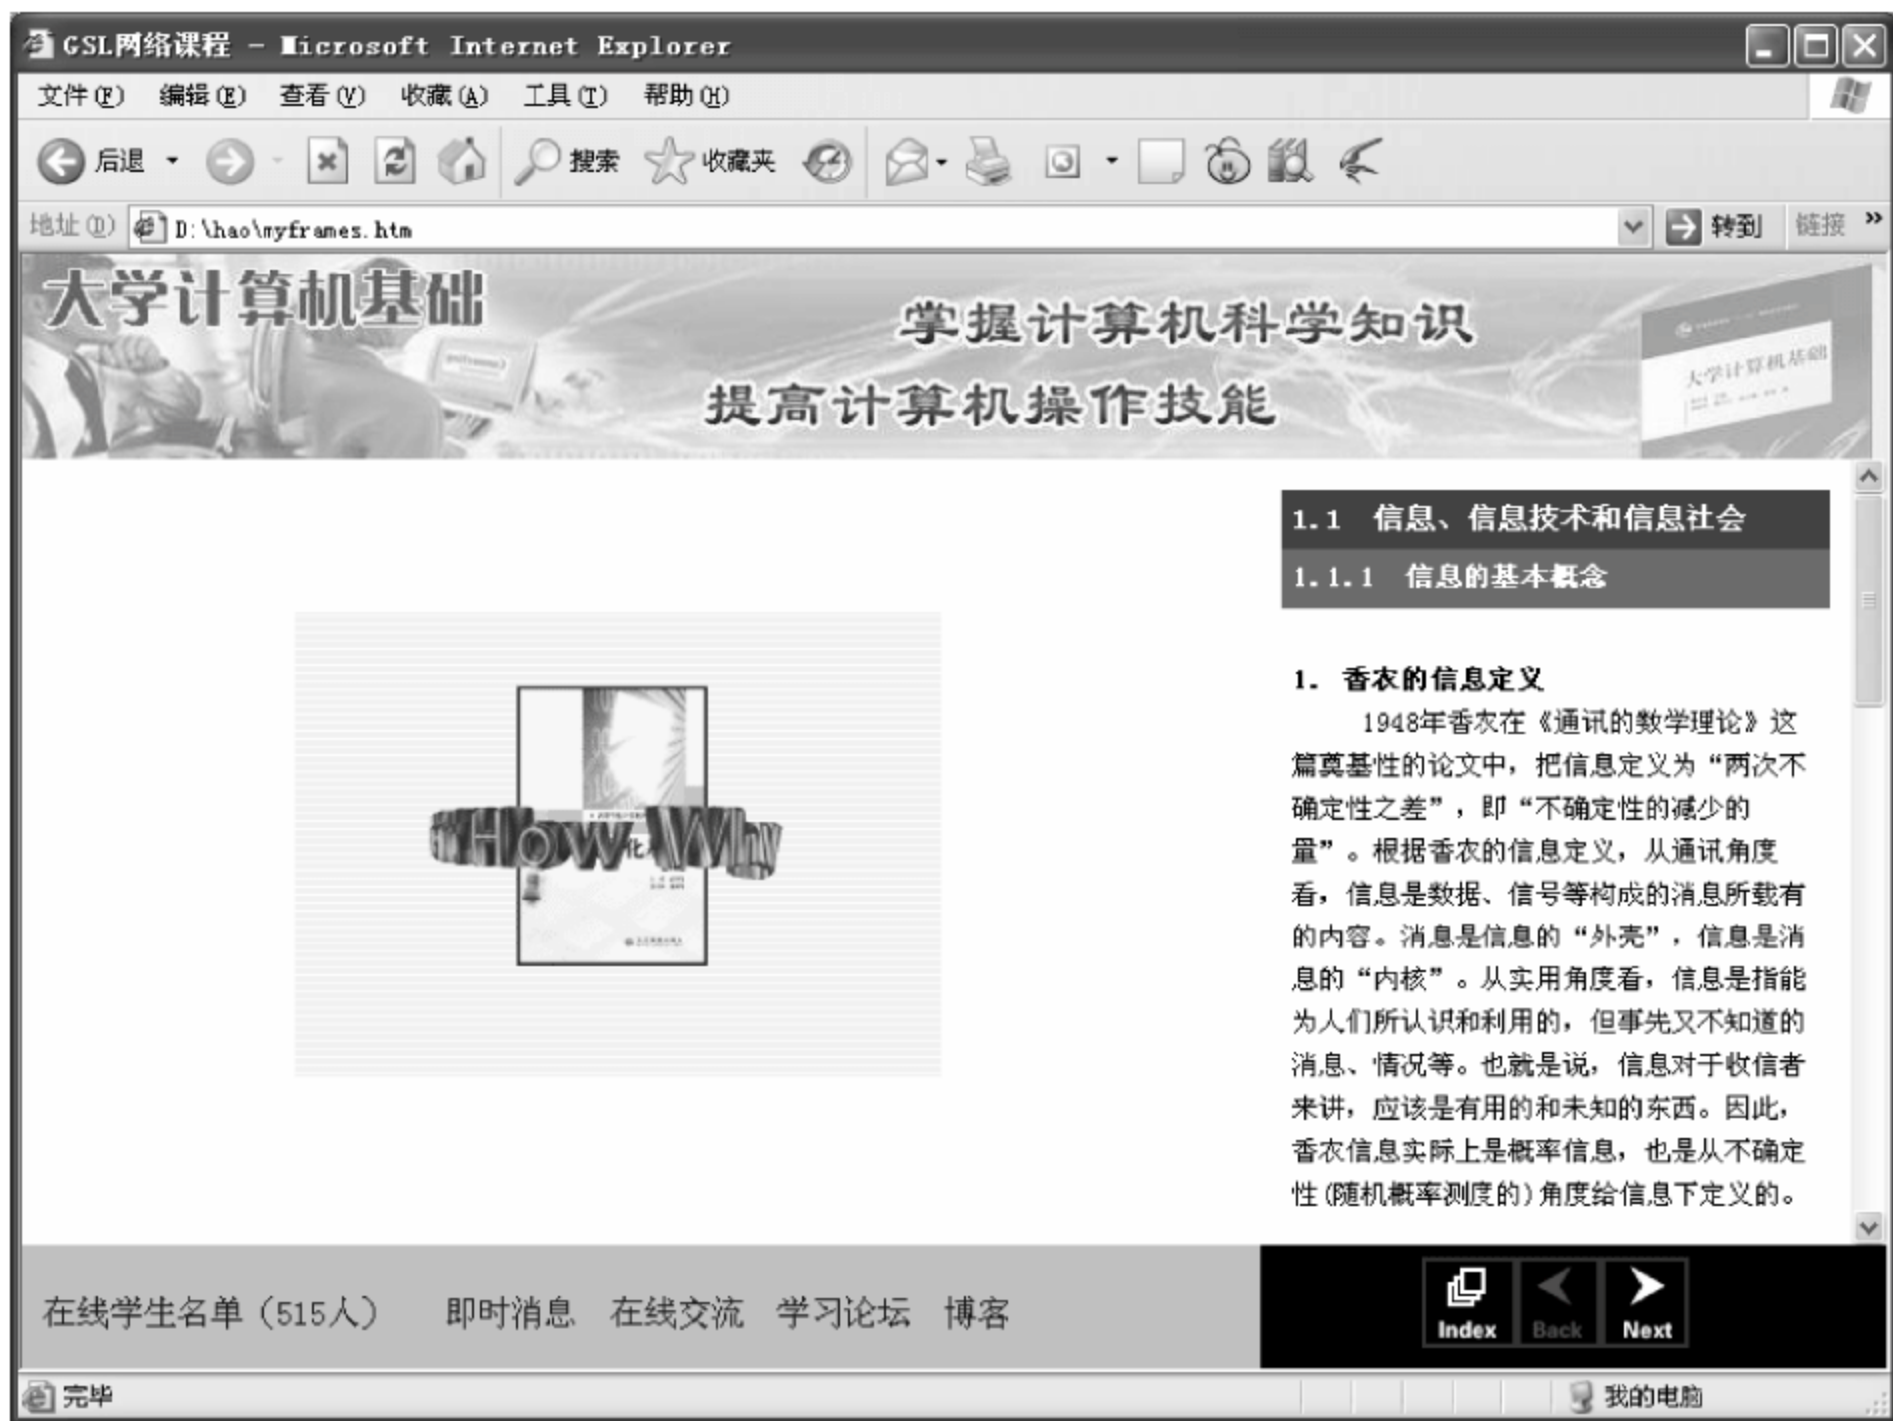 GSL网络课程 - Microsoft Internet Explorer
文件(F) 编辑(E) 查看(V) 收藏(A) 工具(T) 帮助(H)
后退 搜索 收藏夹
地址(D) D:\hao\myframes.htm 转到 链接 »
大学计算机基础
掌握计算机科学知识
提高计算机操作技能
大学计算机基础
1.1 信息、信息技术和信息社会
1.1.1 信息的基本概念
How Why
1. 香农的信息定义
1948年香农在《通讯的数学理论》这
篇奠基性的论文中，把信息定义为“两次不
确定性之差”，即“不确定性的减少的
量”。根据香农的信息定义，从通讯角度
看，信息是数据、信号等构成的消息所载有
的内容。消息是信息的“外壳”，信息是消
息的“内核”。从实用角度看，信息是指能
为人们所认识和利用的，但事先又不知道的
消息、情况等。也就是说，信息对于收信者
来讲，应该是有用的和未知的东西。因此，
香农信息实际上是概率信息，也是从不确定
性(随机概率测度的)角度给信息下定义的。
在线学生名单（515人） 即时消息 在线交流 学习论坛 博客
Index Back Next
完毕 我的电脑